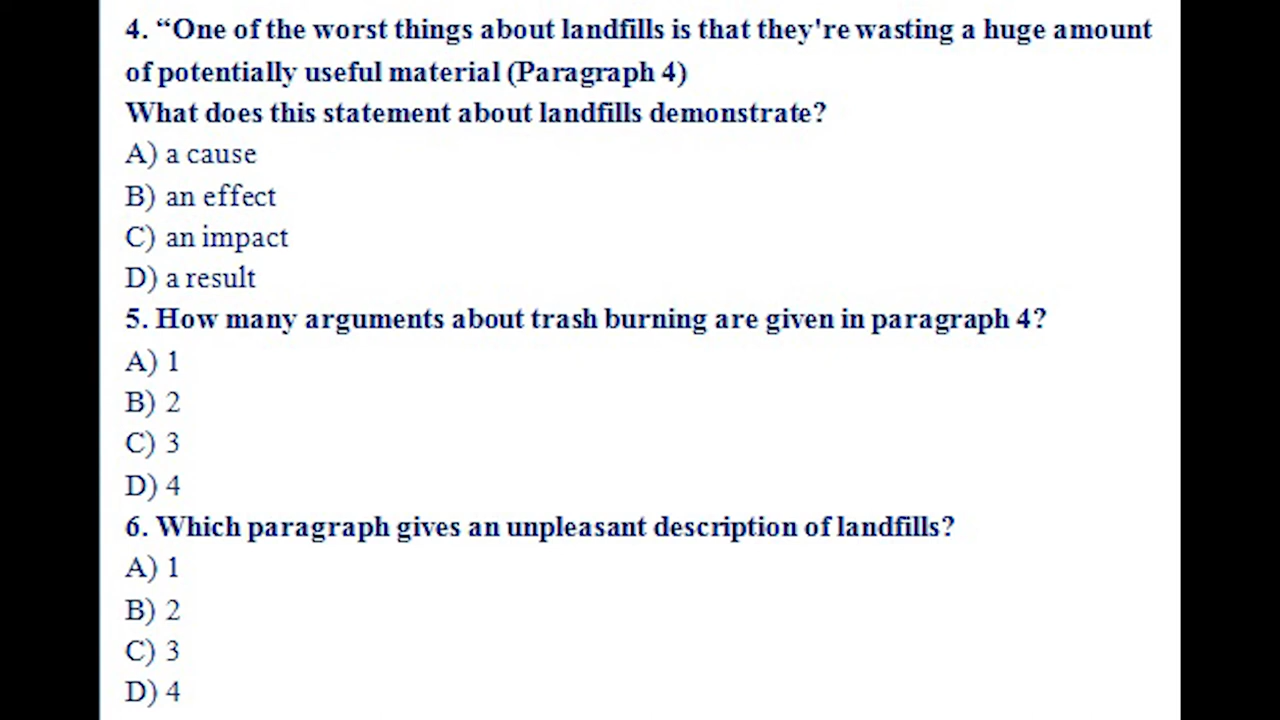 4. “One of the worst things about landfills is that they're wasting a huge amount
of potentially useful material (Paragraph 4)
What does this statement about landfills demonstrate?
A) a cause
B) an effect
C) an impact
D) a result
5. How many arguments about trash burning are given in paragraph 4?
A) 1
B) 2
C) 3
D) 4
6. Which paragraph gives an unpleasant description of landfills?
A) 1
B) 2
C) 3
D) 4